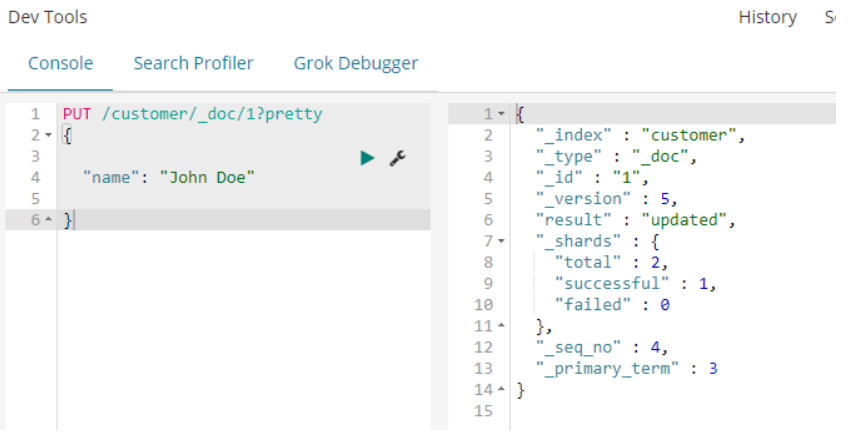 Dev Tools
History
Console Search Profiler Grok Debugger
1 PUT /customer/_doc/1?pretty
2 {
3
4 "name": "John Doe"
5
6 }
1 {
2 "_index" : "customer",
3 "_type" : "_doc",
4 "_id" : "1",
5 "_version" : 5,
6 "result" : "updated",
7 "_shards" : {
8 "total" : 2,
9 "successful" : 1,
10 "failed" : 0
11 },
12 "_seq_no" : 4,
13 "_primary_term" : 3
14 }
15